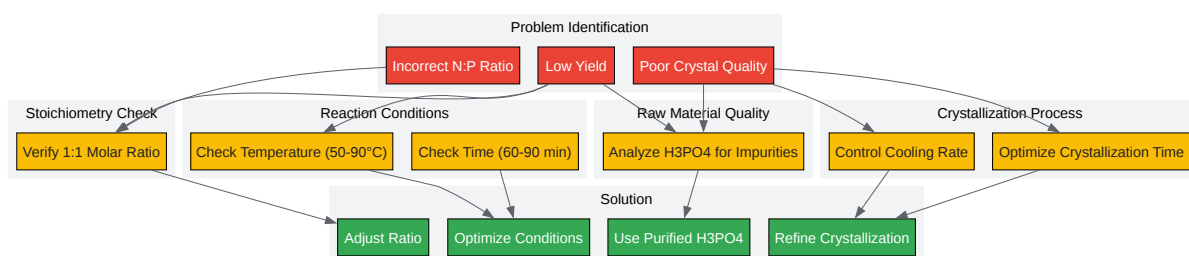 Problem Identification
Incorrect N:P Ratio
Low Yield
Poor Crystal Quality
Stoichiometry Check
Reaction Conditions
Raw Material Quality
Crystallization Process
Verify 1:1 Molar Ratio
Check Temperature (50-90°C)
Check Time (60-90 min)
Analyze H3PO4 for Impurities
Control Cooling Rate
Optimize Crystallization Time
Solution
Adjust Ratio
Optimize Conditions
Use Purified H3PO4
Refine Crystallization